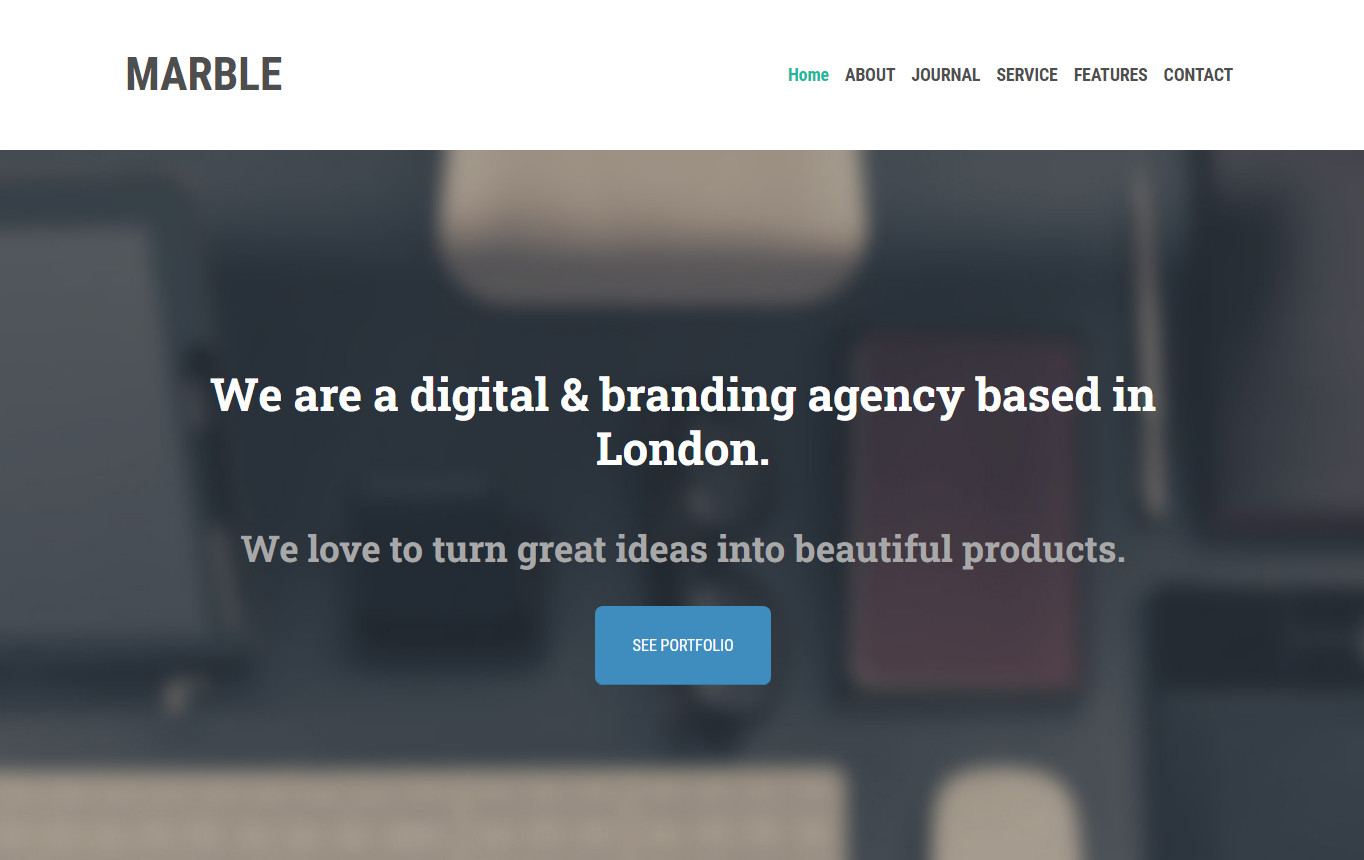 MARBLE
Home ABOUT JOURNAL SERVICE FEATURES CONTACT
We are a digital & branding agency based in
London.
We love to turn great ideas into beautiful products.
SEE PORTFOLIO